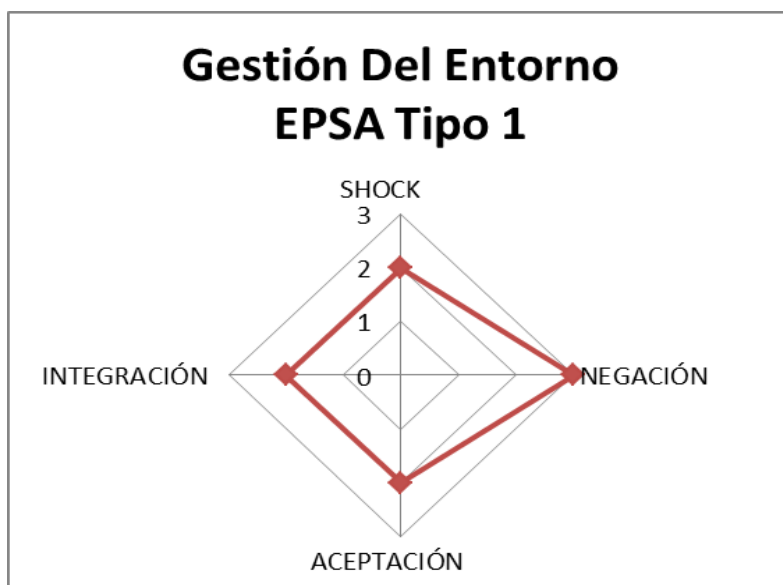 Gestión Del Entorno
EPSA Tipo 1
SHOCK
3
2
1
INTEGRACIÓN
0
NEGACIÓN
ACEPTACIÓN